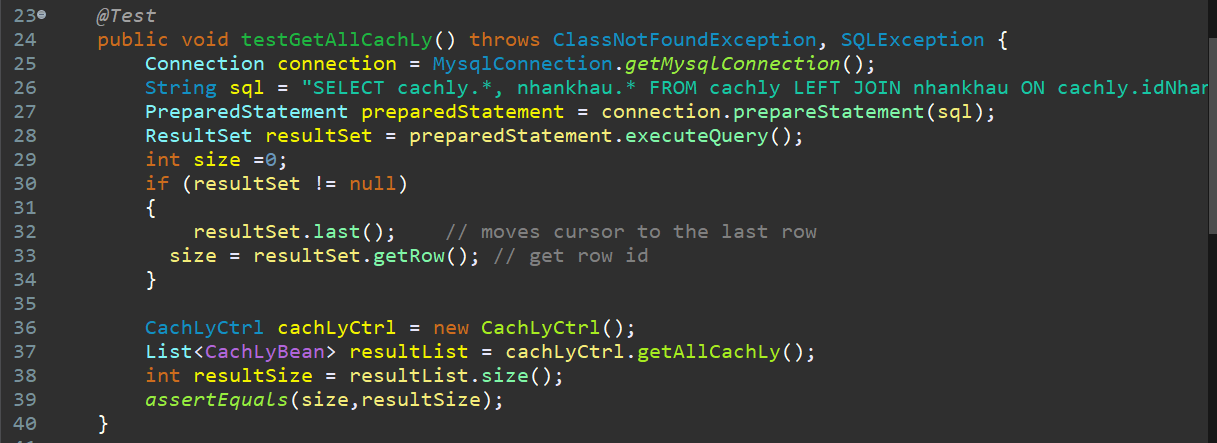 23 @Test
24 public void testGetAllCachLy() throws ClassNotFoundException, SQLException {
25 Connection connection = MysqlConnection.getMysqlConnection();
26 String sql = "SELECT cachly.*, nhankhau.* FROM cachly LEFT JOIN nhankhau ON cachly.idNhan
27 PreparedStatement preparedStatement = connection.prepareStatement(sql);
28 ResultSet resultSet = preparedStatement.executeQuery();
29 int size =0;
30 if (resultSet != null)
31 {
32 resultSet.last();    // moves cursor to the last row
33 size = resultSet.getRow(); // get row id
34 }
35
36 CachLyCtrl cachLyCtrl = new CachLyCtrl();
37 List<CachLyBean> resultList = cachLyCtrl.getAllCachLy();
38 int resultSize = resultList.size();
39 assertEquals(size,resultSize);
40 }